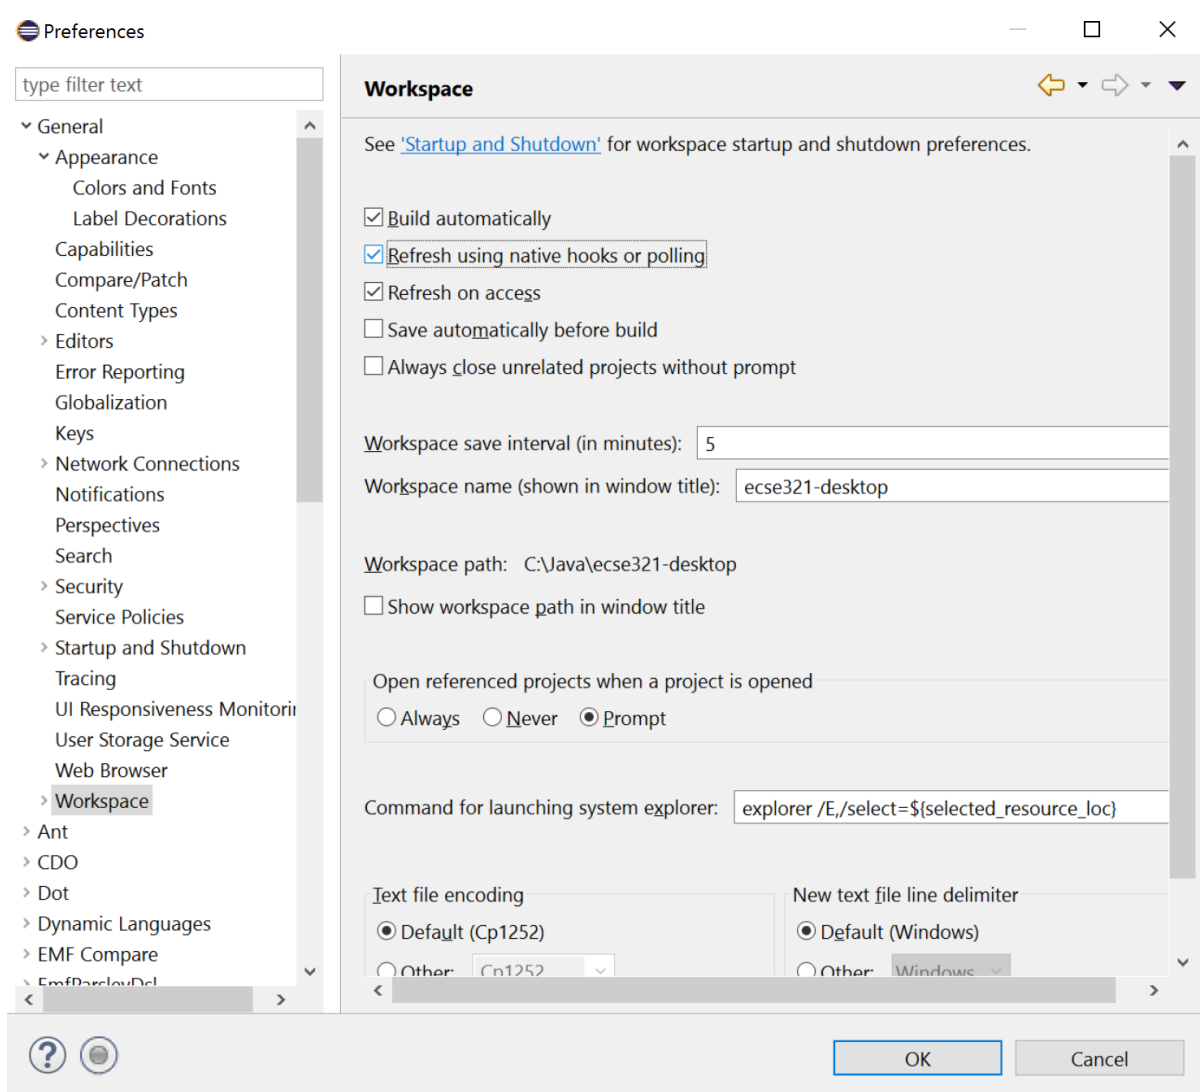 Preferences
type filter text
General
Appearance
Colors and Fonts
Label Decorations
Capabilities
Compare/Patch
Content Types
Editors
Error Reporting
Globalization
Keys
Network Connections
Notifications
Perspectives
Search
Security
Service Policies
Startup and Shutdown
Tracing
UI Responsiveness Monitorin
User Storage Service
Web Browser
Workspace
Ant
CDO
Dot
Dynamic Languages
EMF Compare
EmfParsleyDsl
Workspace
See 'Startup and Shutdown' for workspace startup and shutdown preferences.
Build automatically
Refresh using native hooks or polling
Refresh on access
Save automatically before build
Always close unrelated projects without prompt
Workspace save interval (in minutes): 5
Workspace name (shown in window title): ecse321-desktop
Workspace path: C:\Java\ecse321-desktop
Show workspace path in window title
Open referenced projects when a project is opened
Always Never Prompt
Command for launching system explorer: explorer /E,/select=${selected_resource_loc}
Text file encoding
Default (Cp1252)
Other: Cp1252
New text file line delimiter
Default (Windows)
Other: Windows
OK Cancel